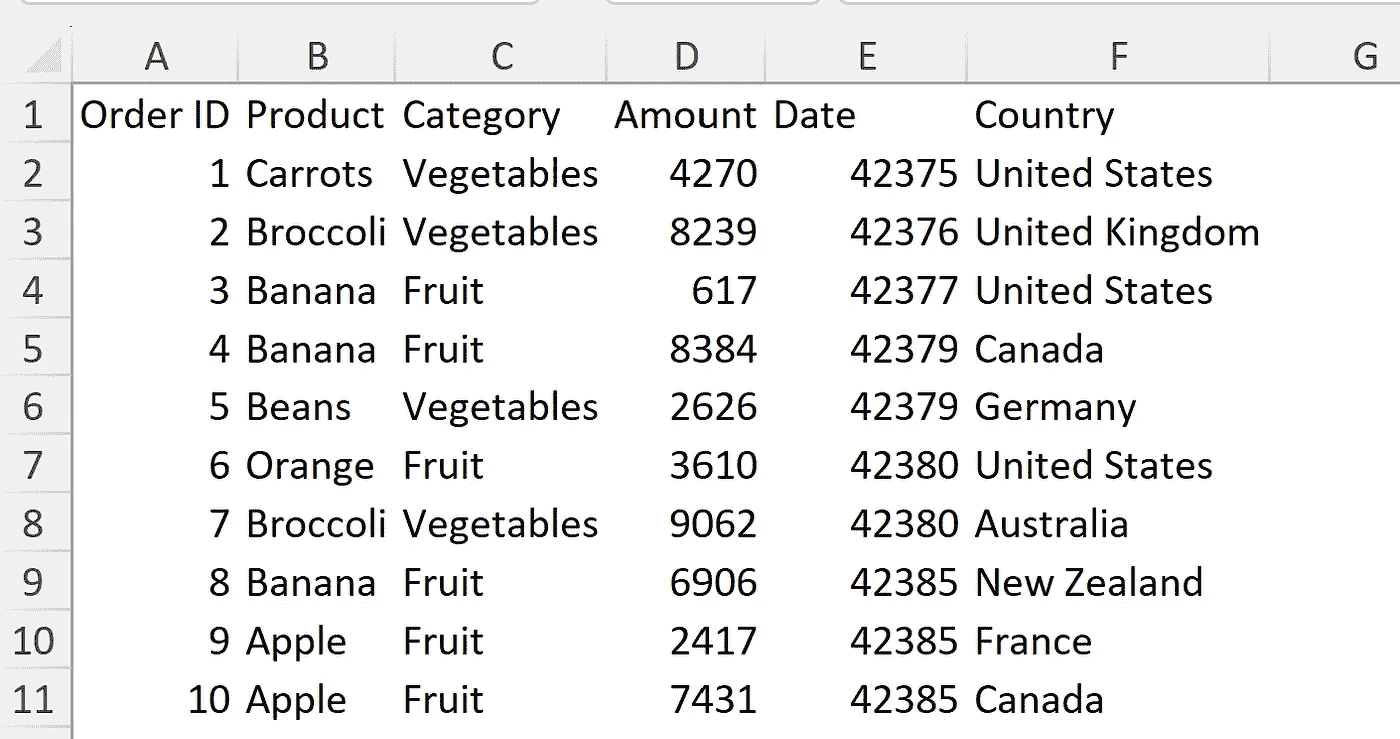 A B C D E F G
1 Order ID Product Category Amount Date Country
2 1 Carrots Vegetables 4270 42375 United States
3 2 Broccoli Vegetables 8239 42376 United Kingdom
4 3 Banana Fruit 617 42377 United States
5 4 Banana Fruit 8384 42379 Canada
6 5 Beans Vegetables 2626 42379 Germany
7 6 Orange Fruit 3610 42380 United States
8 7 Broccoli Vegetables 9062 42380 Australia
9 8 Banana Fruit 6906 42385 New Zealand
10 9 Apple Fruit 2417 42385 France
11 10 Apple Fruit 7431 42385 Canada